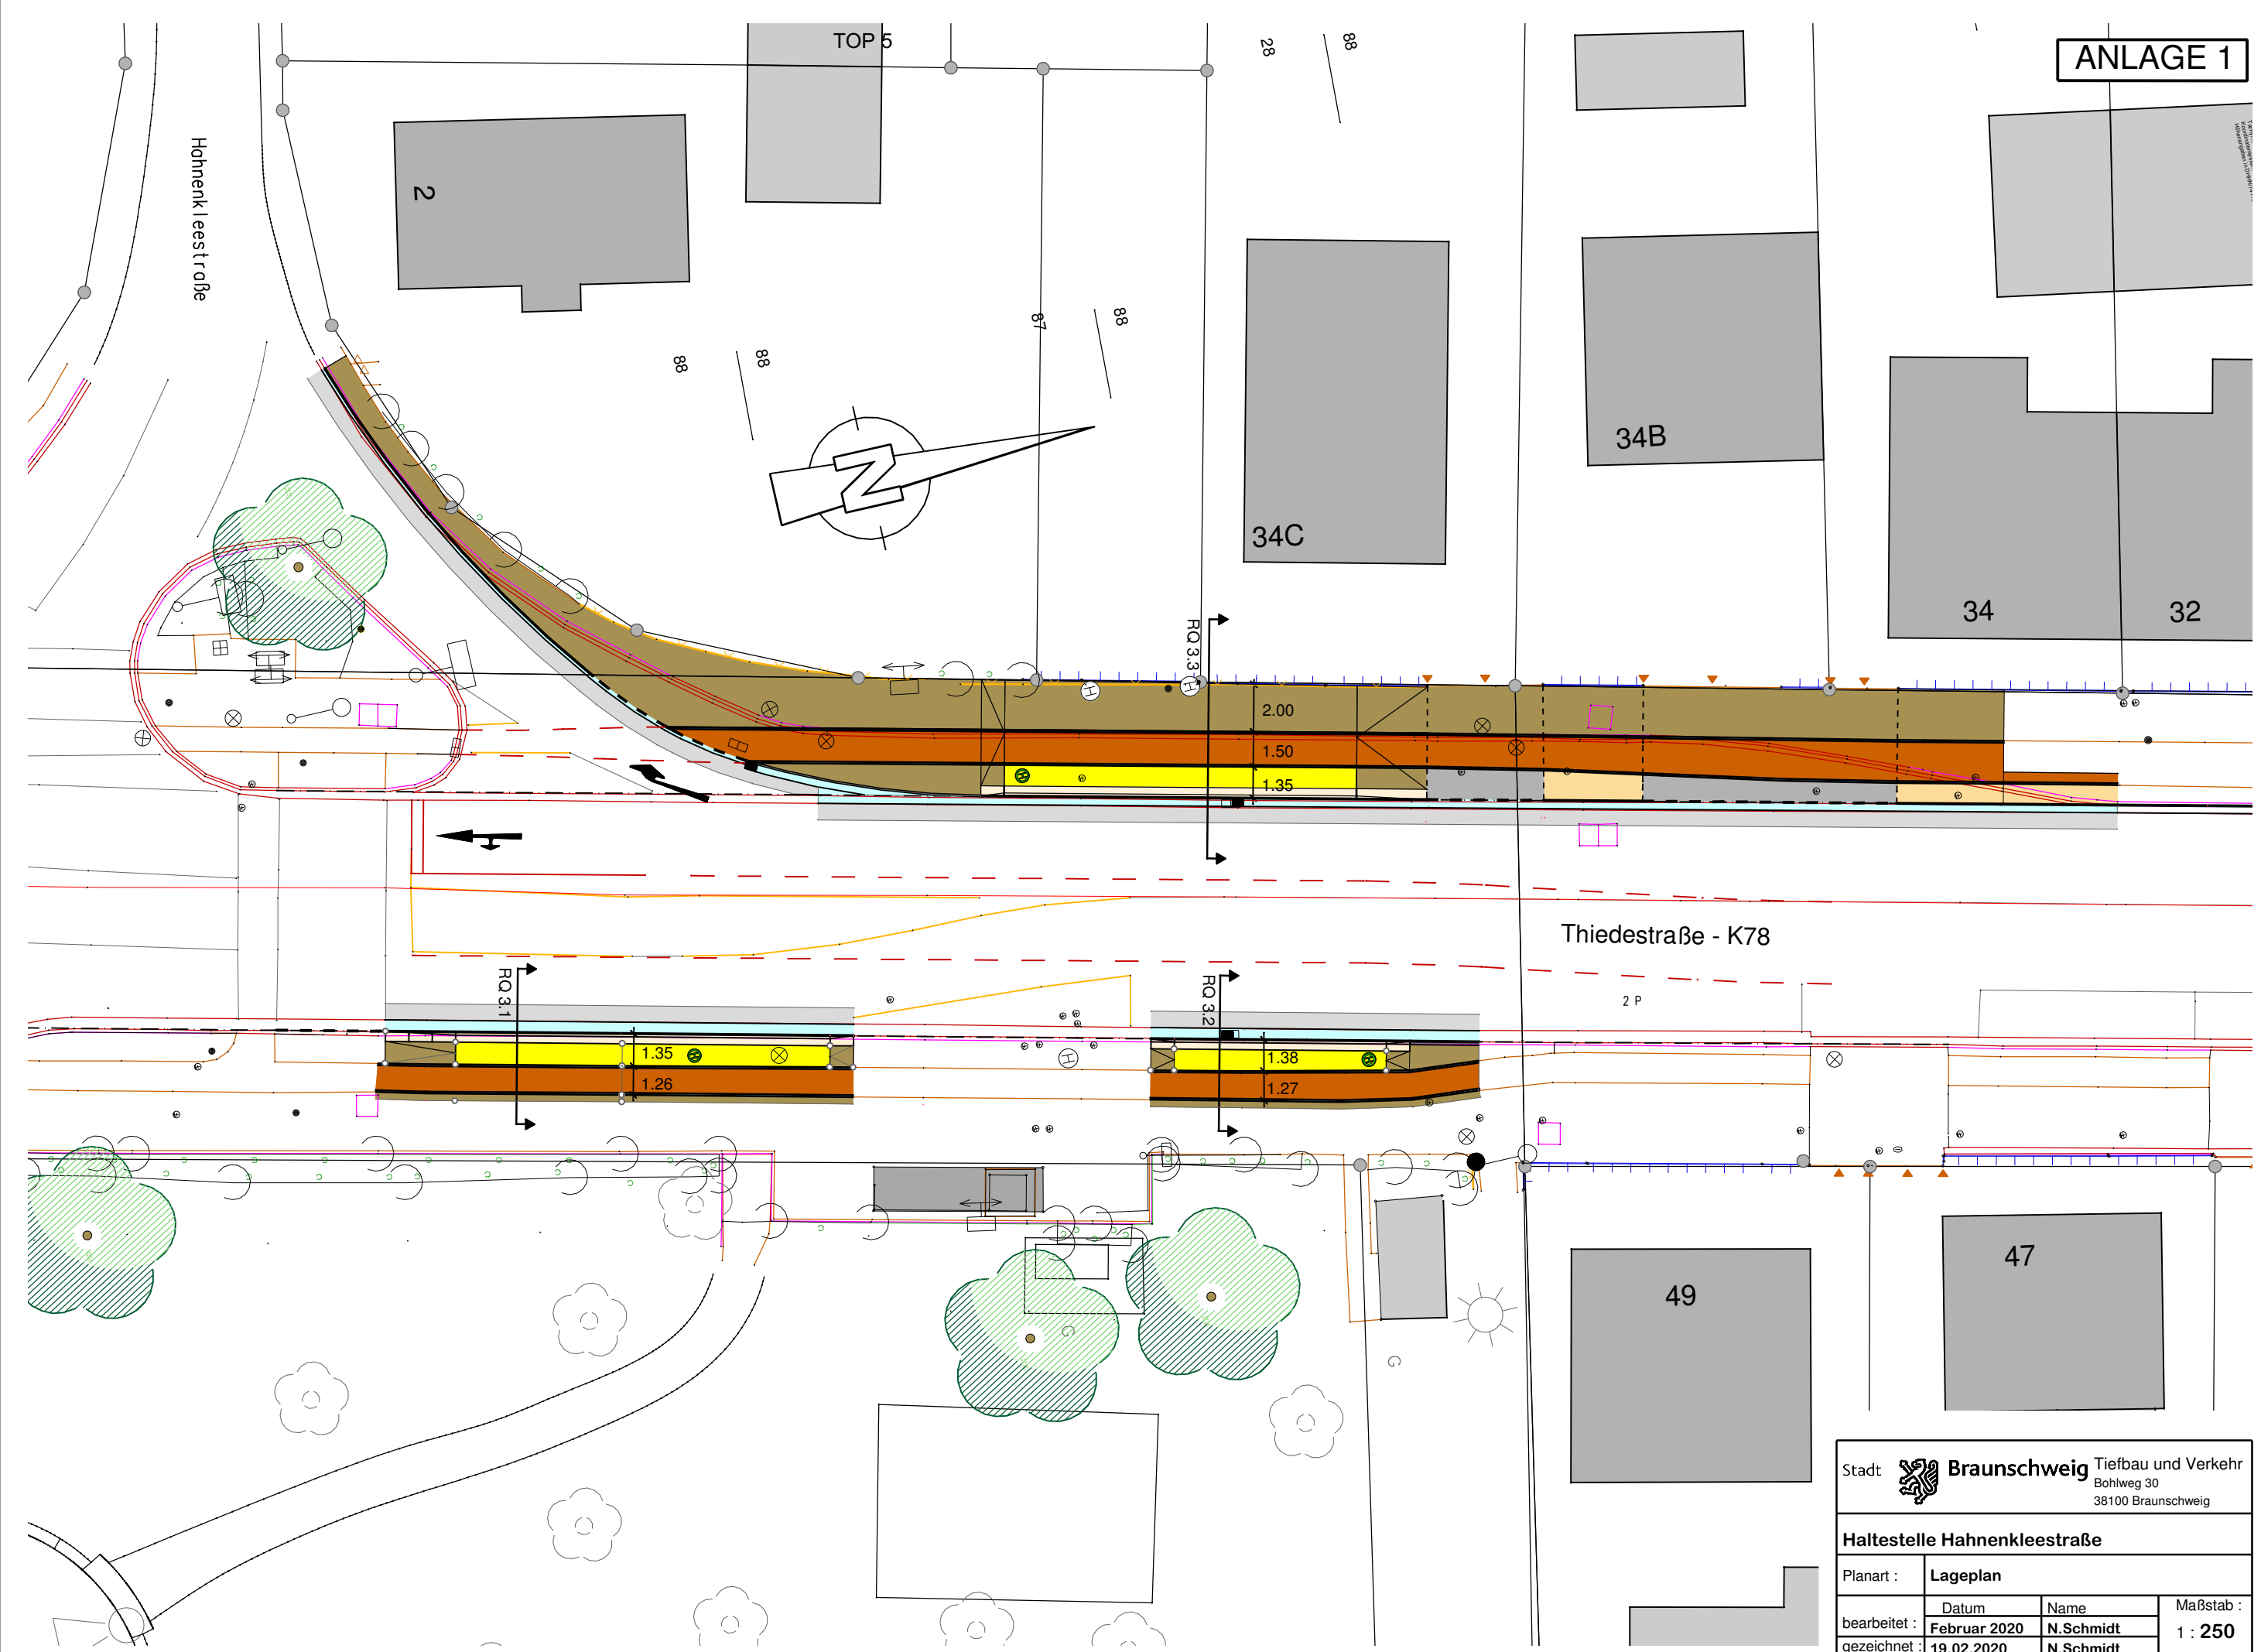 TOP 5
ANLAGE 1
28
88
Hahnenkleestraße
2
87
88
88
88
34B
34C
34
32
RQ 3.3
H
H
2.00
1.50
1.35
N
Thiedestraße - K78
2 P
RQ 3.1
RQ 3.2
1.35
1.26
H
1.38
1.27
49
47
G
G
Stadt Braunschweig Tiefbau und Verkehr
Bohlweg 30
38100 Braunschweig
Haltestelle Hahnenkleestraße
Planart : Lageplan
Datum Name Maßstab :
bearbeitet : Februar 2020 N.Schmidt 1 : 250
gezeichnet : 19.02.2020 N.Schmidt